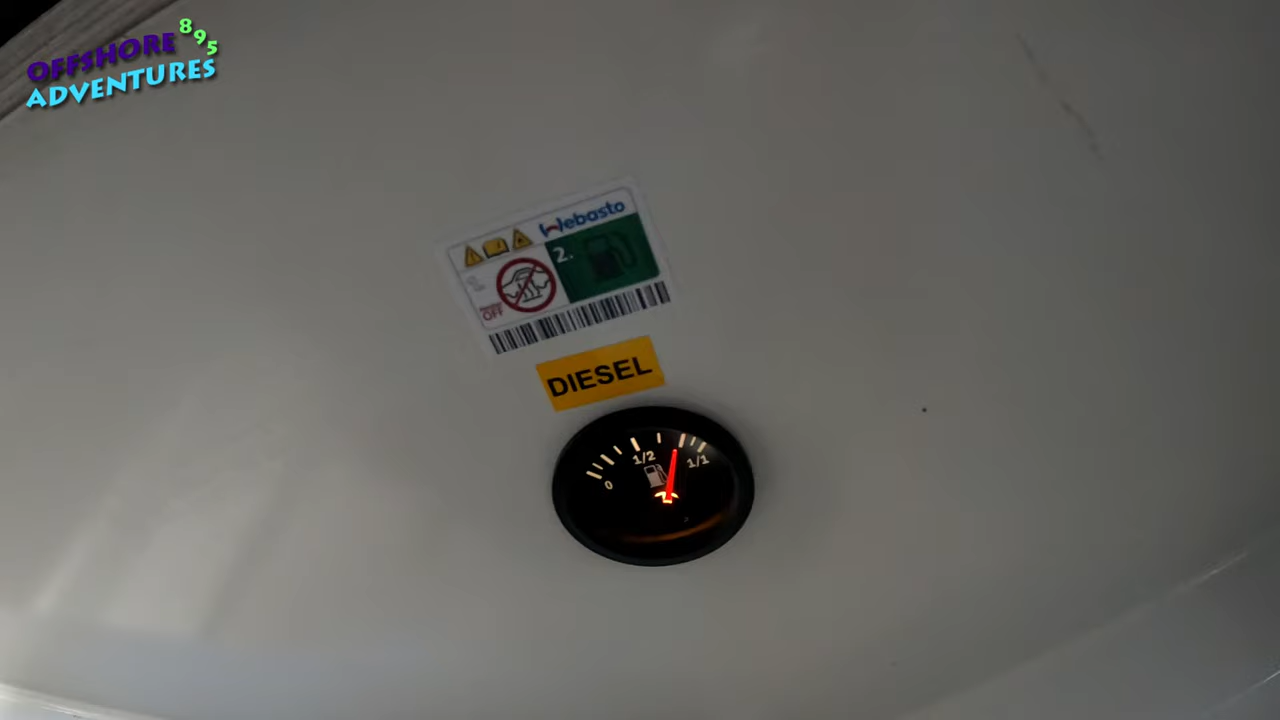 OFFSHORE 895
ADVENTURES
Webasto
2.
OFF
DIESEL
0
1/2
1/1